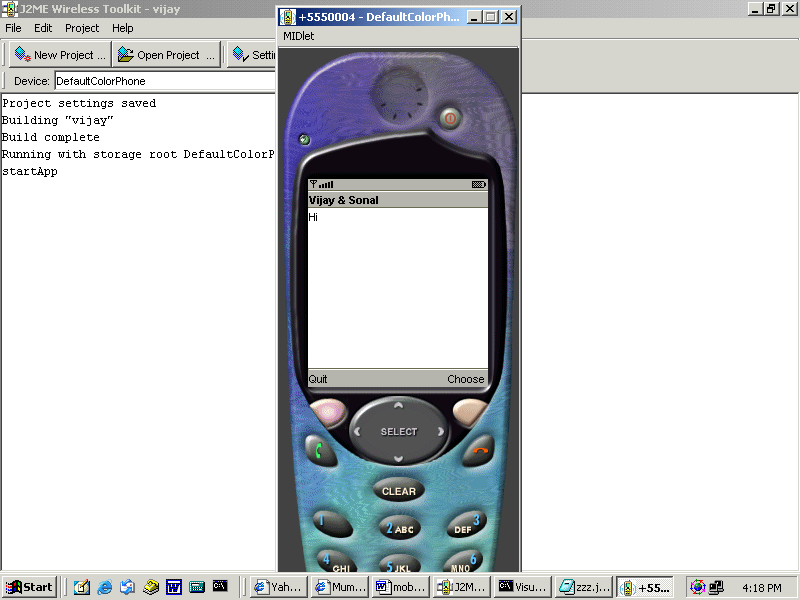 J2ME Wireless Toolkit - vijay
+5550004 - DefaultColorPh...
File Edit Project Help
MIDlet
New Project ... Open Project ... Settin
Device: DefaultColorPhone
Project settings saved
Building "vijay"
Build complete
Running with storage root DefaultColorP
startApp
Vijay & Sonal
Hi
Quit Choose
SELECT
CLEAR
1 2 ABC DEF 3
4 GHI 5 JKL MNO 6
Start Yah... Mum... mob... J2M... Visu... zzz.j... +55... 4:18 PM